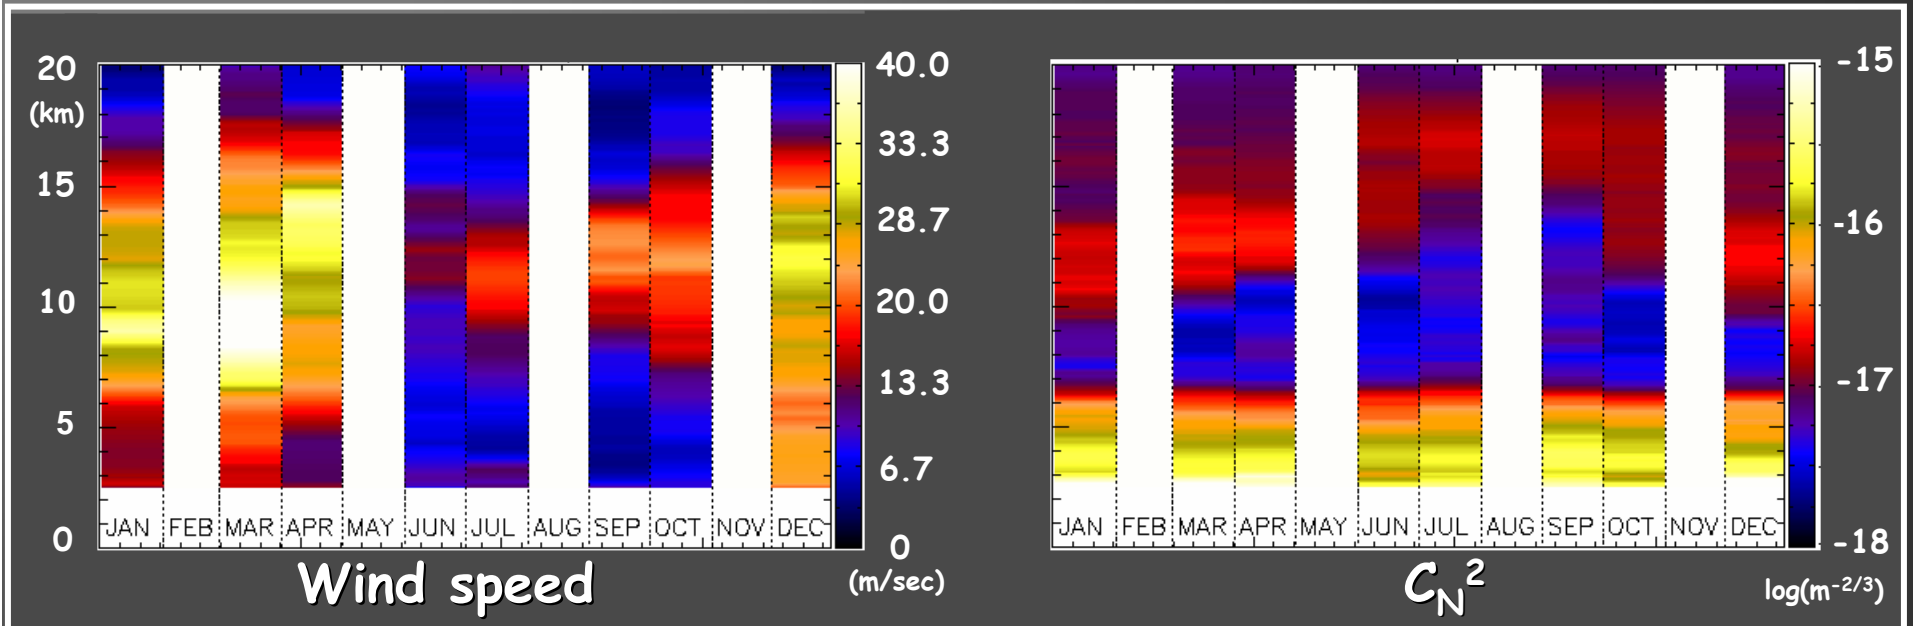 20
(km)
15
10
5
0
JAN FEB MAR APR MAY JUN JUL AUG SEP OCT NOV DEC
Wind speed
40.0
33.3
28.7
20.0
13.3
6.7
0
(m/sec)
JAN FEB MAR APR MAY JUN JUL AUG SEP OCT NOV DEC
C_N^2
-15
-16
-17
-18
log(m^-2/3)